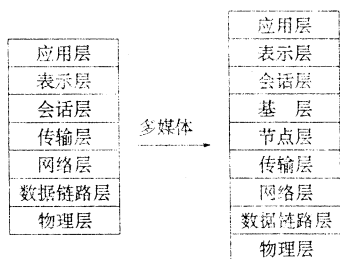 应用层
表示层
会话层
传输层
网络层
数据链路层
物理层
多媒体
应用层
表示层
会话层
基 层
节点层
传输层
网络层
数据链路层
物理层